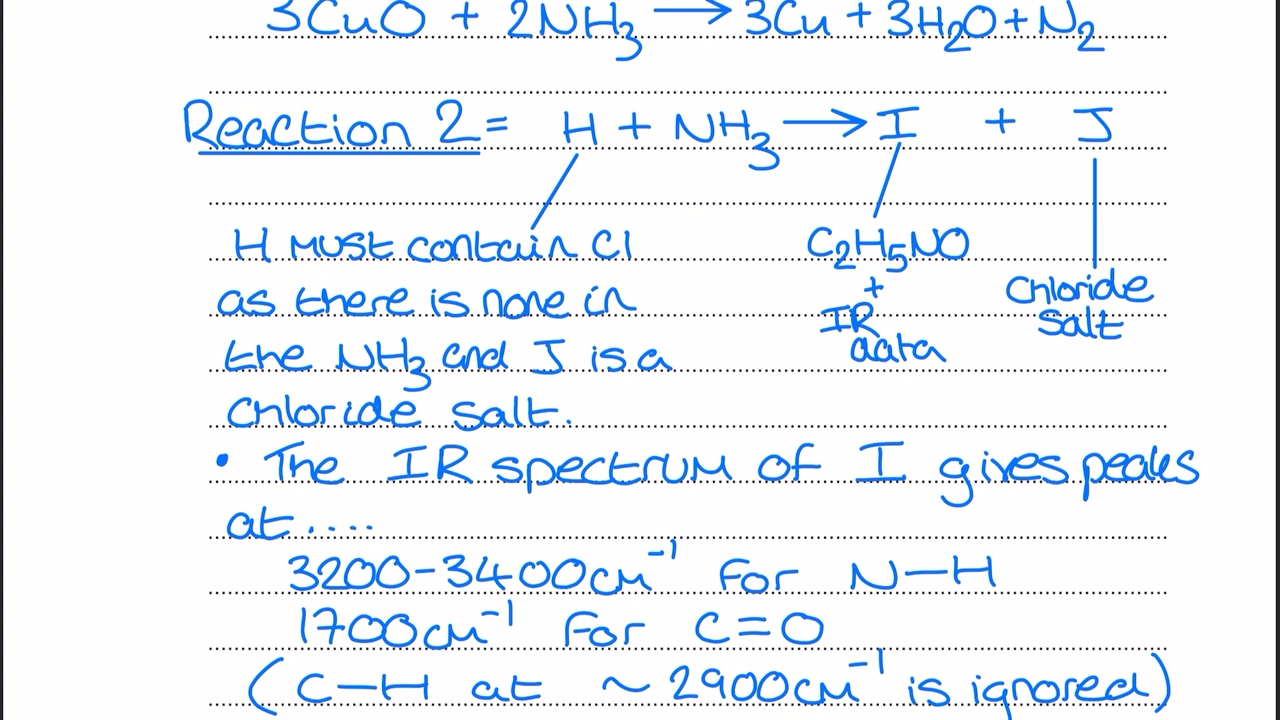 3CuO + 2NH₃ → 3Cu + 3H₂O + N₂
Reaction 2 = H + NH₃ → I + J
H must contain Cl
C₂H₅NO
as there is none in
+
Chloride
IR
salt
the NH₃ and J is a
data
chloride salt.
• The IR spectrum of I gives peaks
at....
3200-3400cm⁻¹ for N-H
1700cm⁻¹ for C=O
(C-H at ~ 2900cm⁻¹ is ignored)